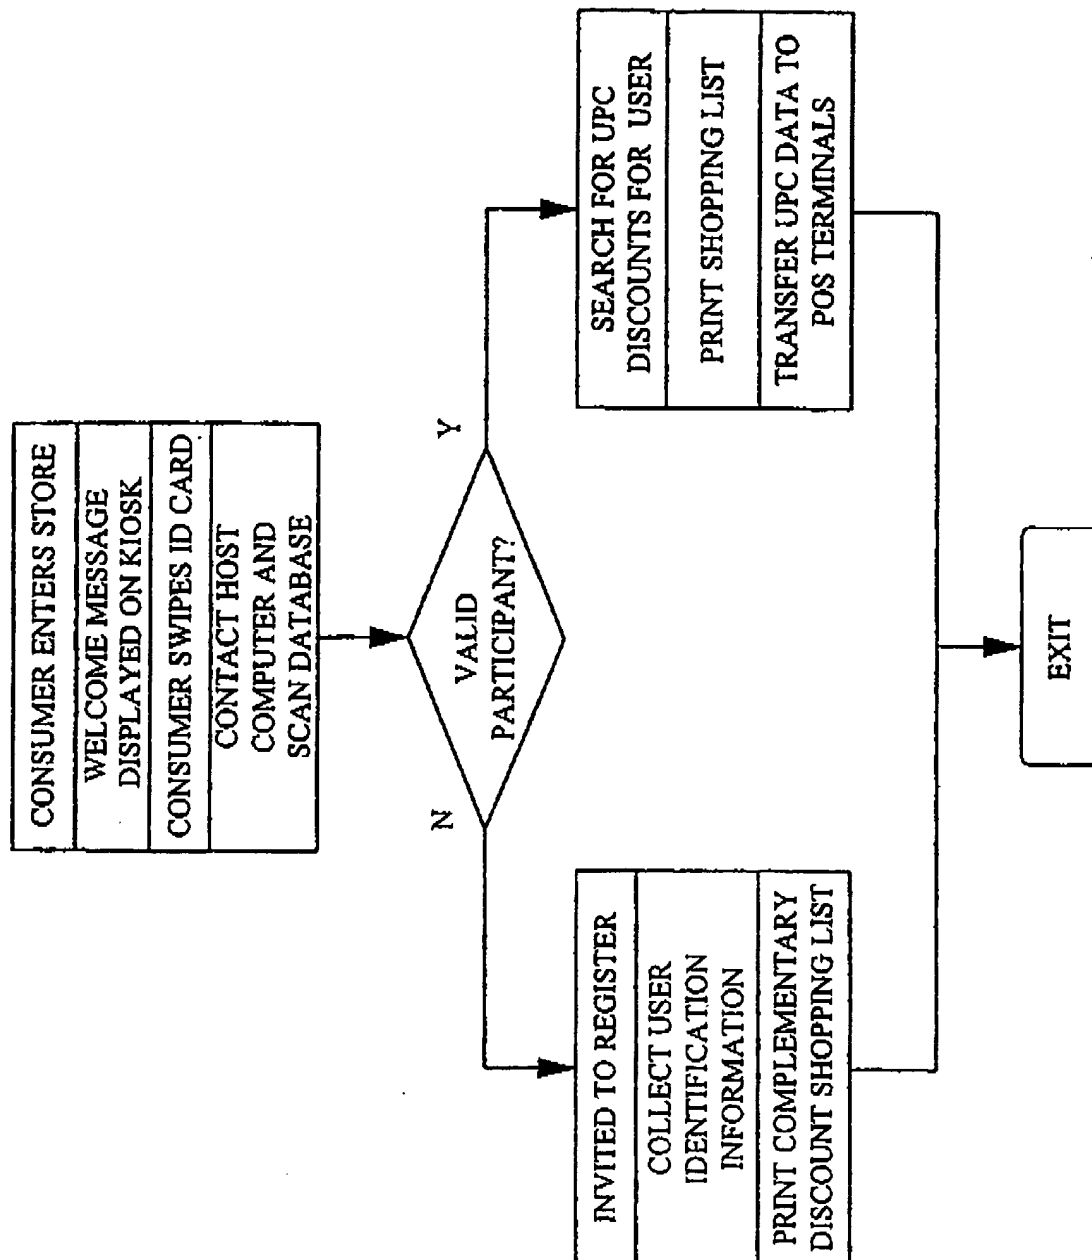 CONSUMER ENTERS STORE
WELCOME MESSAGE
DISPLAYED ON KIOSK
CONSUMER SWIPES ID CARD
CONTACT HOST
COMPUTER AND
SCAN DATABASE
VALID
PARTICIPANT?
N
Y
INVITED TO REGISTER
COLLECT USER
IDENTIFICATION
INFORMATION
PRINT COMPLEMENTARY
DISCOUNT SHOPPING LIST
SEARCH FOR UPC
DISCOUNTS FOR USER
PRINT SHOPPING LIST
TRANSFER UPC DATA TO
POS TERMINALS
EXIT